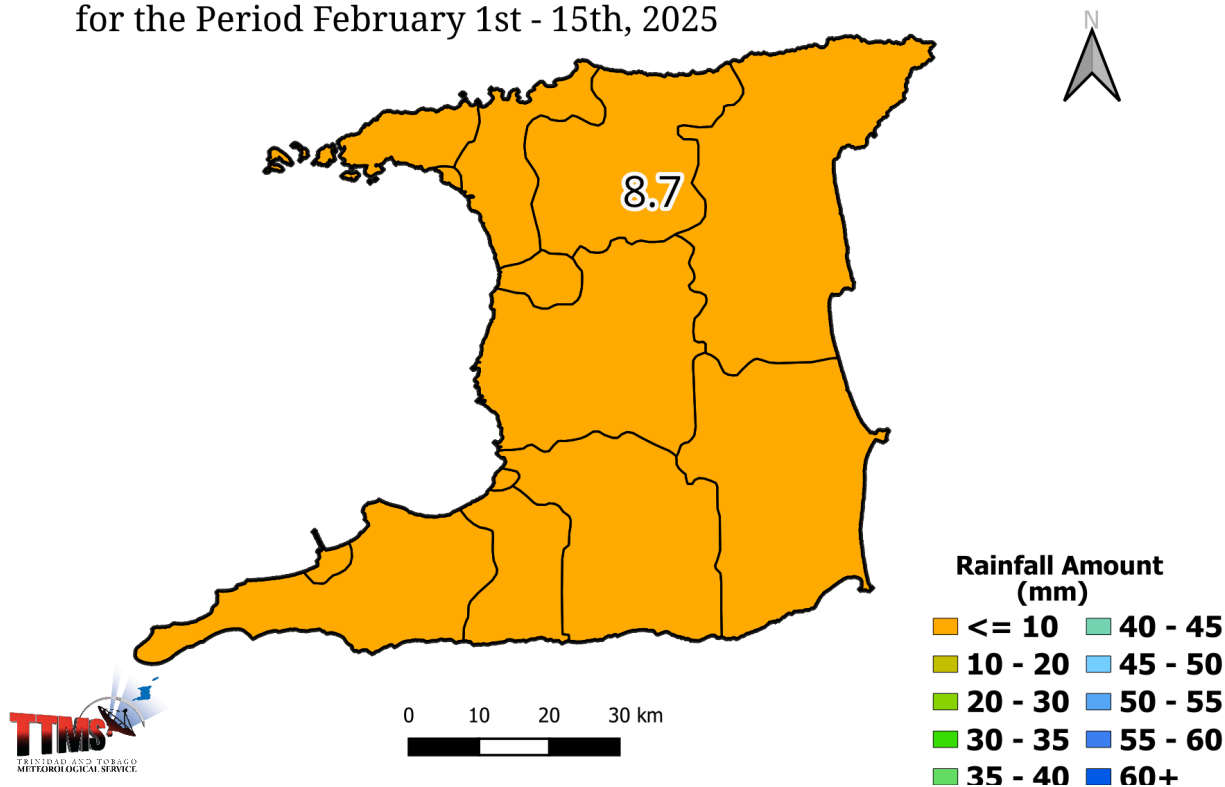 for the Period February 1st - 15th, 2025
N
8.7
Rainfall Amount
(mm)
<= 10
40 - 45
10 - 20
45 - 50
20 - 30
50 - 55
30 - 35
55 - 60
35 - 40
60+
0 10 20 30 km
TTMS
TRINIDAD AND TOBAGO
METEOROLOGICAL SERVICE